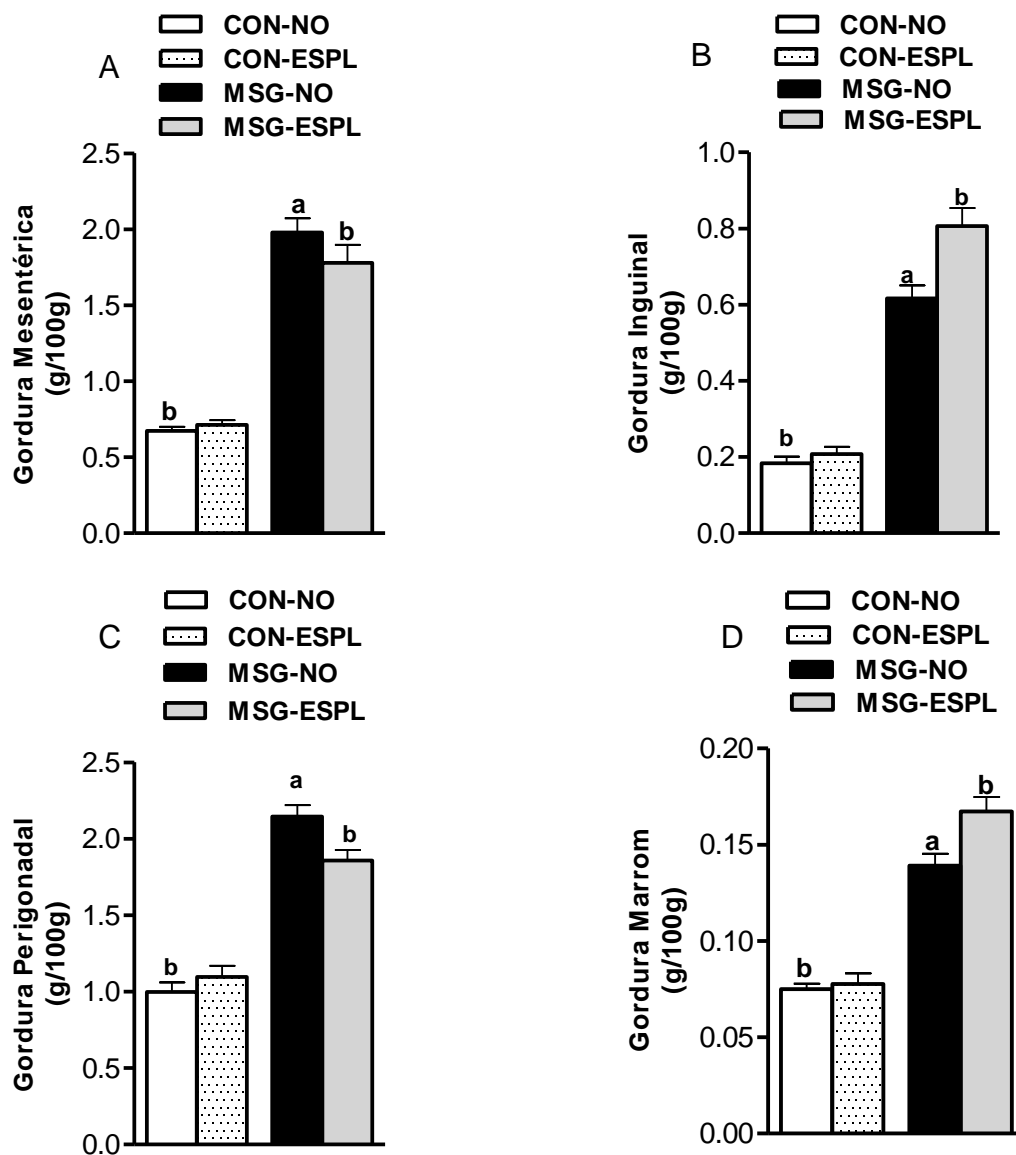 A
CON-NO
CON-ESPL
MSG-NO
MSG-ESPL
Gordura Mesentérica
(g/100g)
2.5
2.0
1.5
1.0
0.5
0.0
b
a
b
B
CON-NO
CON-ESPL
MSG-NO
MSG-ESPL
Gordura Inguinal
(g/100g)
1.0
0.8
0.6
0.4
0.2
0.0
b
a
b
C
CON-NO
CON-ESPL
MSG-NO
MSG-ESPL
Gordura Perigonadal
(g/100g)
2.5
2.0
1.5
1.0
0.5
0.0
b
a
b
D
CON-NO
CON-ESPL
MSG-NO
MSG-ESPL
Gordura Marrom
(g/100g)
0.20
0.15
0.10
0.05
0.00
b
a
b